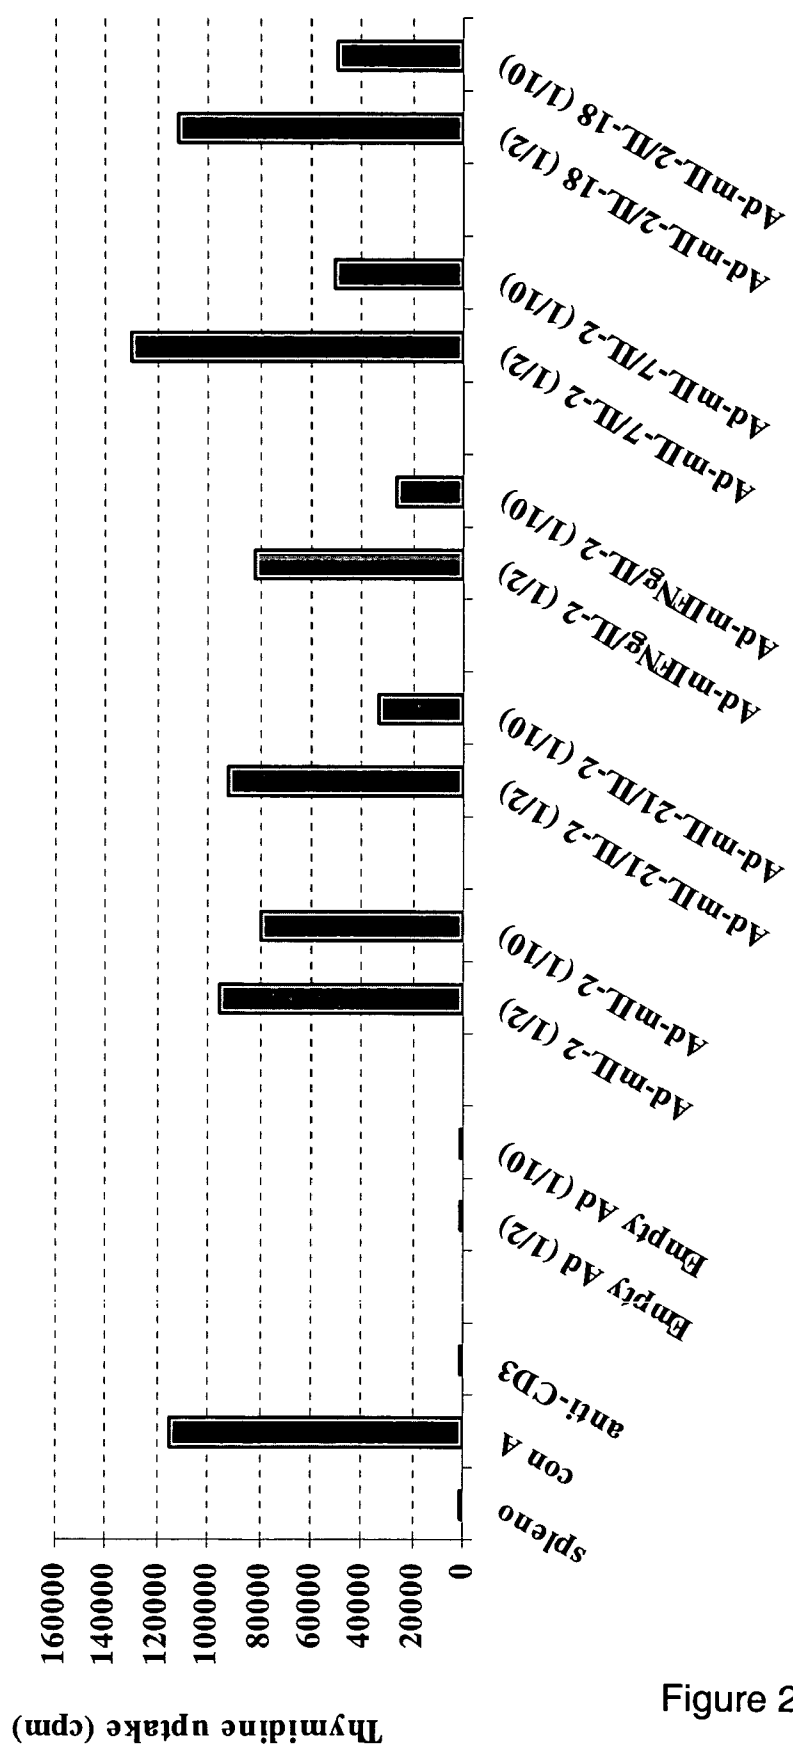 Thymidine uptake (cpm)
160000
140000
120000
100000
80000
60000
40000
20000
0
spleno
con A
anti-CD3
Empty Ad (1/2)
Empty Ad (1/10)
Ad-mIL-2 (1/2)
Ad-mIL-2 (1/10)
Ad-mIL-21/IL-2 (1/2)
Ad-mIL-21/IL-2 (1/10)
Ad-mIFNg/IL-2 (1/2)
Ad-mIFNg/IL-2 (1/10)
Ad-mIL-7/IL-2 (1/2)
Ad-mIL-7/IL-2 (1/10)
Ad-mIL-2/IL-18 (1/2)
Ad-mIL-2/IL-18 (1/10)
Figure 2